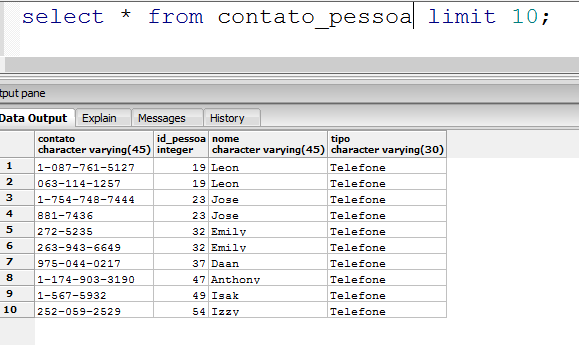 select * from contato_pessoa limit 10;
tput pane
Data Output Explain Messages History
contato id_pessoa nome tipo
character varying(45) integer character varying(45) character varying(30)
1 1-087-761-5127 19 Leon Telefone
2 063-114-1257 19 Leon Telefone
3 1-754-748-7444 23 Jose Telefone
4 881-7436 23 Jose Telefone
5 272-5235 32 Emily Telefone
6 263-943-6649 32 Emily Telefone
7 975-044-0217 37 Daan Telefone
8 1-174-903-3190 47 Anthony Telefone
9 1-567-5932 49 Isak Telefone
10 252-059-2529 54 Izzy Telefone